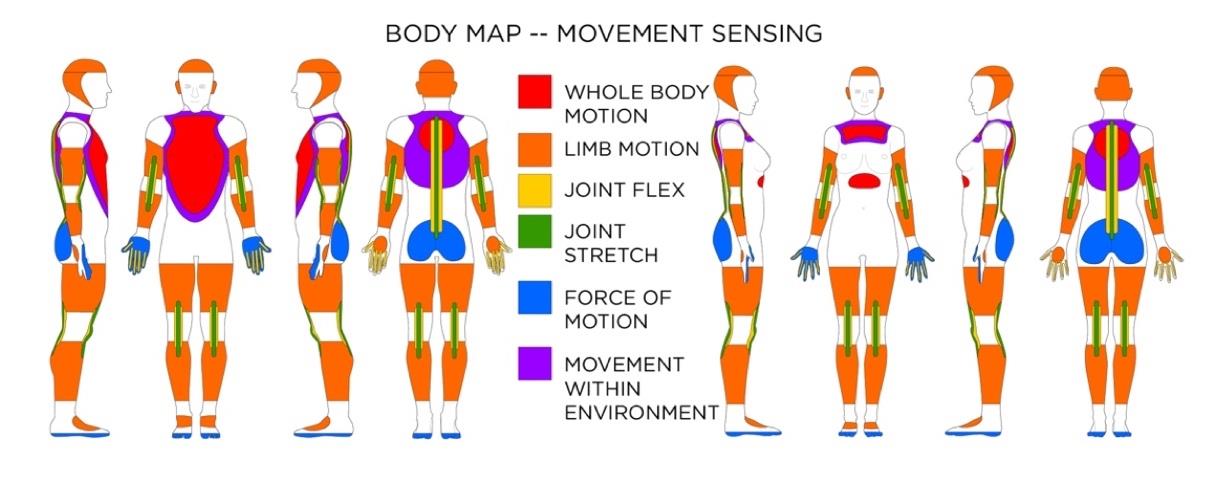 BODY MAP -- MOVEMENT SENSING
WHOLE BODY
MOTION
LIMB MOTION
JOINT FLEX
JOINT
STRETCH
FORCE OF
MOTION
MOVEMENT
WITHIN
ENVIRONMENT